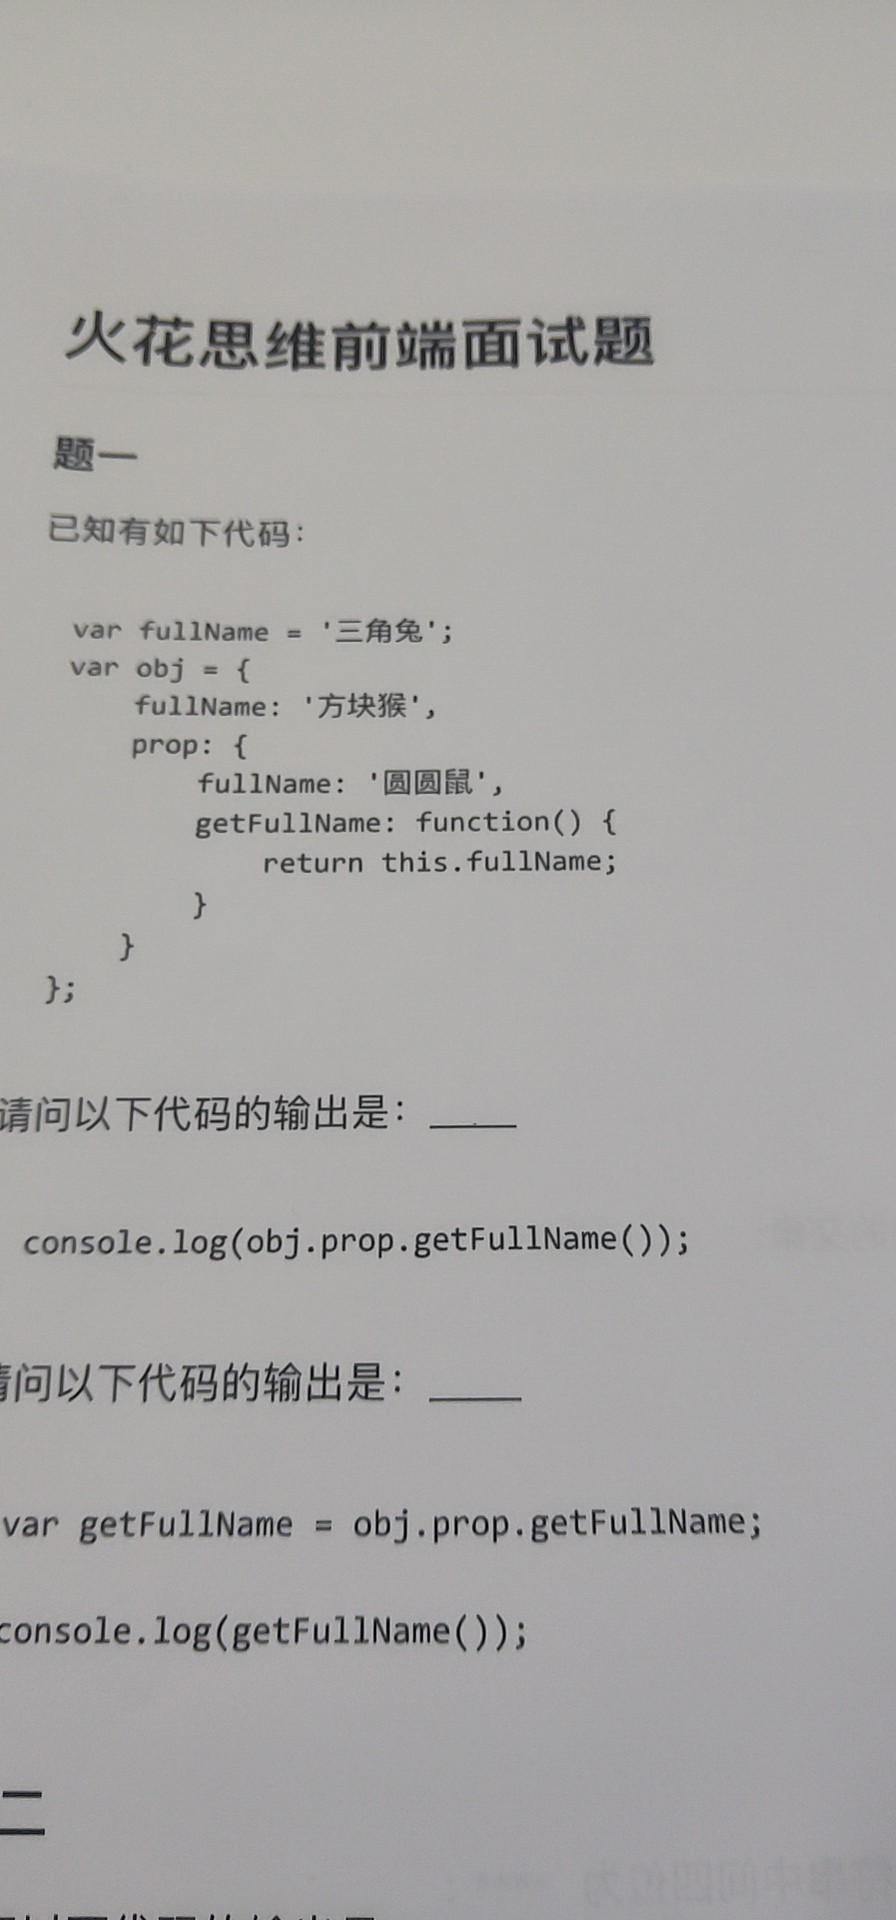 火花思维前端面试题
题一
已知有如下代码：
var fullName = '三角兔';
var obj = {
    fullName: '方块猴',
    prop: {
        fullName: '圆圆鼠',
        getFullName: function() {
            return this.fullName;
        }
    }
};
请问以下代码的输出是：____
console.log(obj.prop.getFullName());
请问以下代码的输出是：____
var getFullName = obj.prop.getFullName;
console.log(getFullName());
二